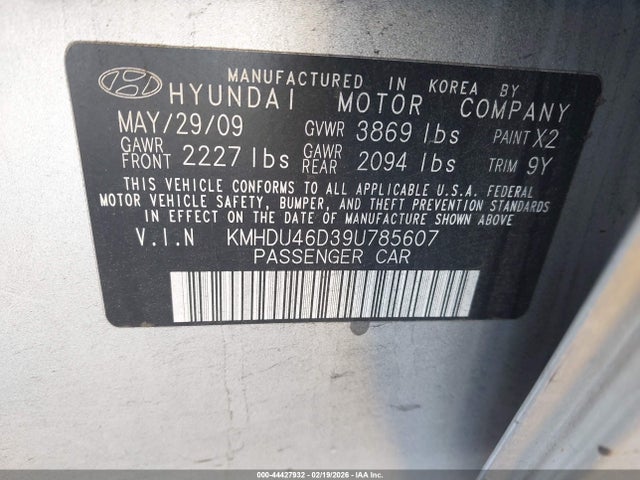 MANUFACTURED IN KOREA BY
HYUNDAI MOTOR COMPANY
MAY/29/09 GVWR 3869 lbs PAINT X2
GAWR FRONT 2227 lbs GAWR REAR 2094 lbs TRIM 9Y
THIS VEHICLE CONFORMS TO ALL APPLICABLE U.S.A. FEDERAL
MOTOR VEHICLE SAFETY, BUMPER, AND THEFT PREVENTION STANDARDS
IN EFFECT ON THE DATE OF MANUFACTURE SHOWN ABOVE
V.I.N KMHDU46D39U785607
PASSENGER CAR
000-44427932 - 02/19/2026 - IAA Inc.